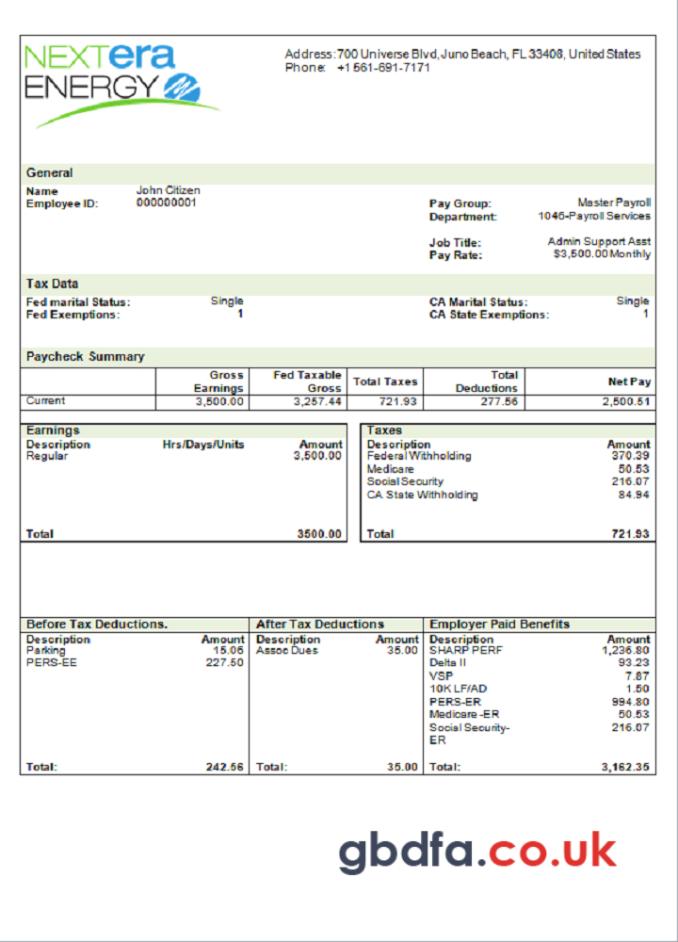 NEXTera
ENERGY
Address: 700 Universe Blvd, Juno Beach, FL 33408, United States
Phone: +1 561-691-7171
General
Name John Citizen
Employee ID: 000000001
Pay Group: Master Payroll
Department: 1046-Payroll Services
Job Title: Admin Support Asst
Pay Rate: $3,500.00 Monthly
Tax Data
Fed marital Status: Single CA Marital Status: Single
Fed Exemptions: 1 CA State Exemptions: 1
Paycheck Summary
Gross Earnings Fed Taxable Gross Total Taxes Total Deductions Net Pay
Current 3,500.00 3,257.44 721.93 277.56 2,500.51
Earnings
Description Hrs/Days/Units Amount
Regular 3,500.00
Total 3500.00
Taxes
Description Amount
Federal Withholding 370.39
Medicare 50.53
Social Security 216.07
CA State Withholding 84.94
Total 721.93
Before Tax Deductions.
Description Amount
Parking 15.06
PERS-EE 227.50
Total: 242.56
After Tax Deductions
Description Amount
Assoc Dues 35.00
Total: 35.00
Employer Paid Benefits
Description Amount
SHARP PERF 1,236.80
Delta II 93.23
VSP 7.87
10K LF/AD 1.50
PERS-ER 994.80
Medicare -ER 50.53
Social Security- 216.07
ER
Total: 3,162.35
gbdfa.co.uk